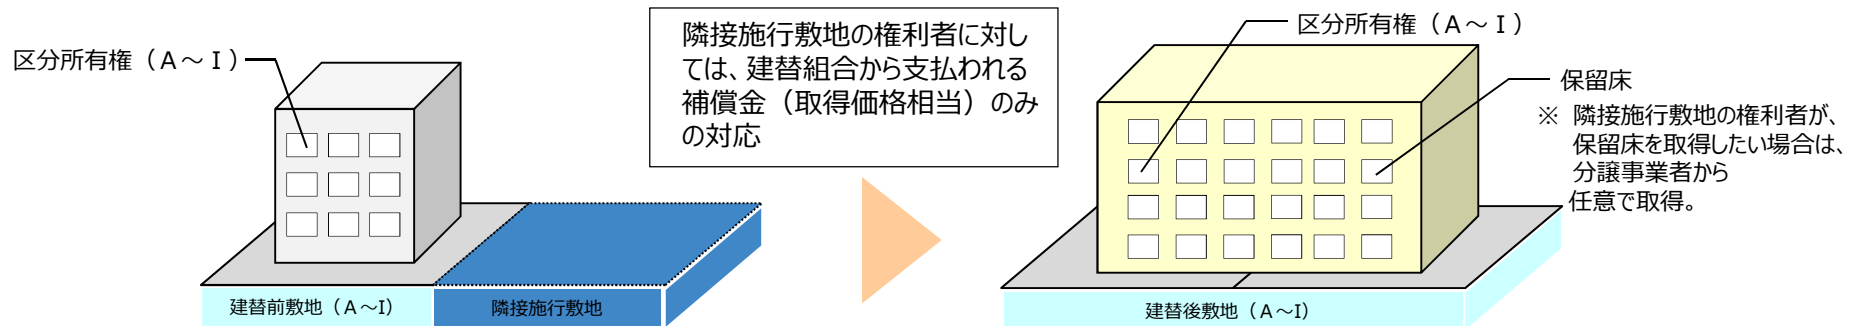 区分所有権（A～I）
隣接施行敷地の権利者に対し
ては、建替組合から支払われる
補償金（取得価格相当）のみ
の対応
建替前敷地（A～I）
隣接施行敷地
区分所有権（A～I）
保留床
※ 隣接施行敷地の権利者が、
保留床を取得したい場合は、
分譲事業者から
任意で取得。
建替後敷地（A～I）